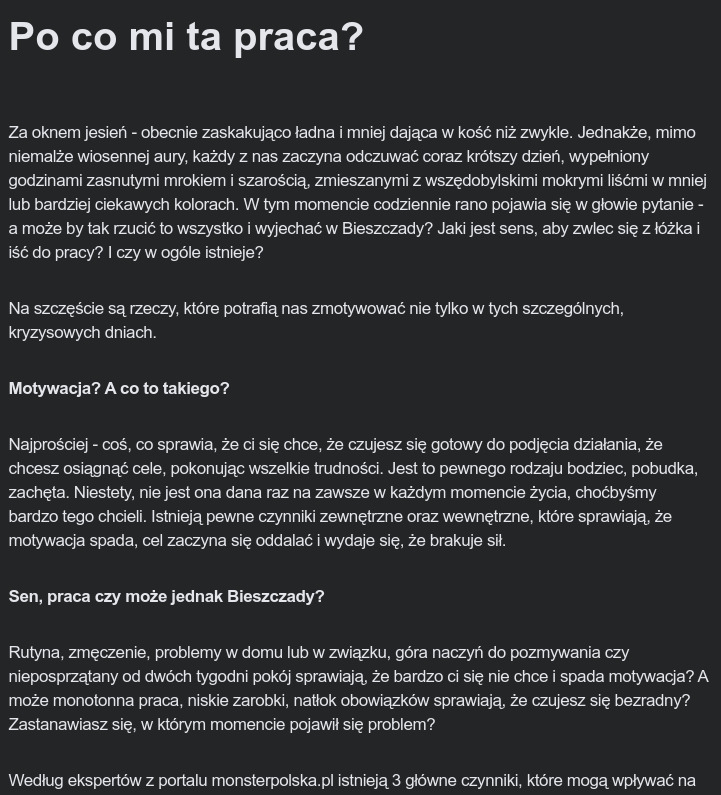 Po co mi ta praca?
Za oknem jesień - obecnie zaskakująco ładna i mniej dająca w kość niż zwykle. Jednakże, mimo
niemalże wiosennej aury, każdy z nas zaczyna odczuwać coraz krótszy dzień, wypełniony
godzinami zasnutymi mrokiem i szarością, zmieszanymi z wszędobylskimi mokrymi liśćmi w mniej
lub bardziej ciekawych kolorach. W tym momencie codziennie rano pojawia się w głowie pytanie -
a może by tak rzucić to wszystko i wyjechać w Bieszczady? Jaki jest sens, aby zwlec się z łóżka i
iść do pracy? I czy w ogóle istnieje?
Na szczęście są rzeczy, które potrafią nas zmotywować nie tylko w tych szczególnych,
kryzysowych dniach.
Motywacja? A co to takiego?
Najprościej - coś, co sprawia, że ci się chce, że czujesz się gotowy do podjęcia działania, że
chcesz osiągnąć cele, pokonując wszelkie trudności. Jest to pewnego rodzaju bodziec, pobudka,
zachęta. Niestety, nie jest ona dana raz na zawsze w każdym momencie życia, choćbyśmy
bardzo tego chcieli. Istnieją pewne czynniki zewnętrzne oraz wewnętrzne, które sprawiają, że
motywacja spada, cel zaczyna się oddalać i wydaje się, że brakuje sił.
Sen, praca czy może jednak Bieszczady?
Rutyna, zmęczenie, problemy w domu lub w związku, góra naczyń do pozmywania czy
nieposprzątany od dwóch tygodni pokój sprawiają, że bardzo ci się nie chce i spada motywacja? A
może monotonna praca, niskie zarobki, natłok obowiązków sprawiają, że czujesz się bezradny?
Zastanawiasz się, w którym momencie pojawił się problem?
Według ekspertów z portalu monsterpolska.pl istnieją 3 główne czynniki, które mogą wpływać na